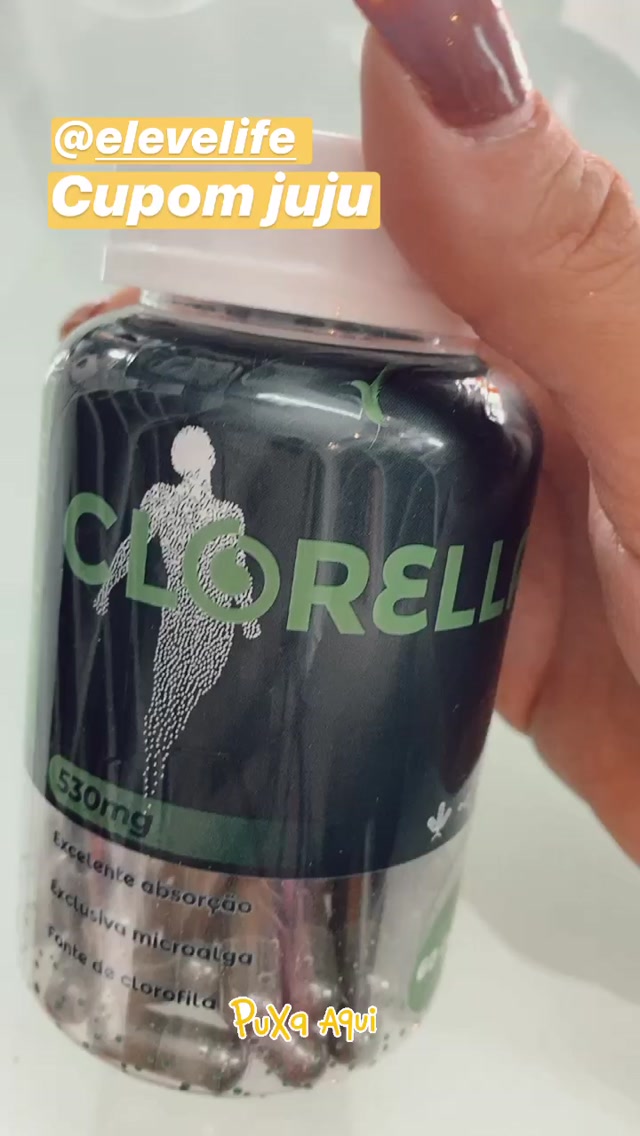 @elevelife
Cupom juju
CLORELL
530mg
Excelente absorção
Exclusiva microalga
Fonte de clorofila
Puxa Aqui